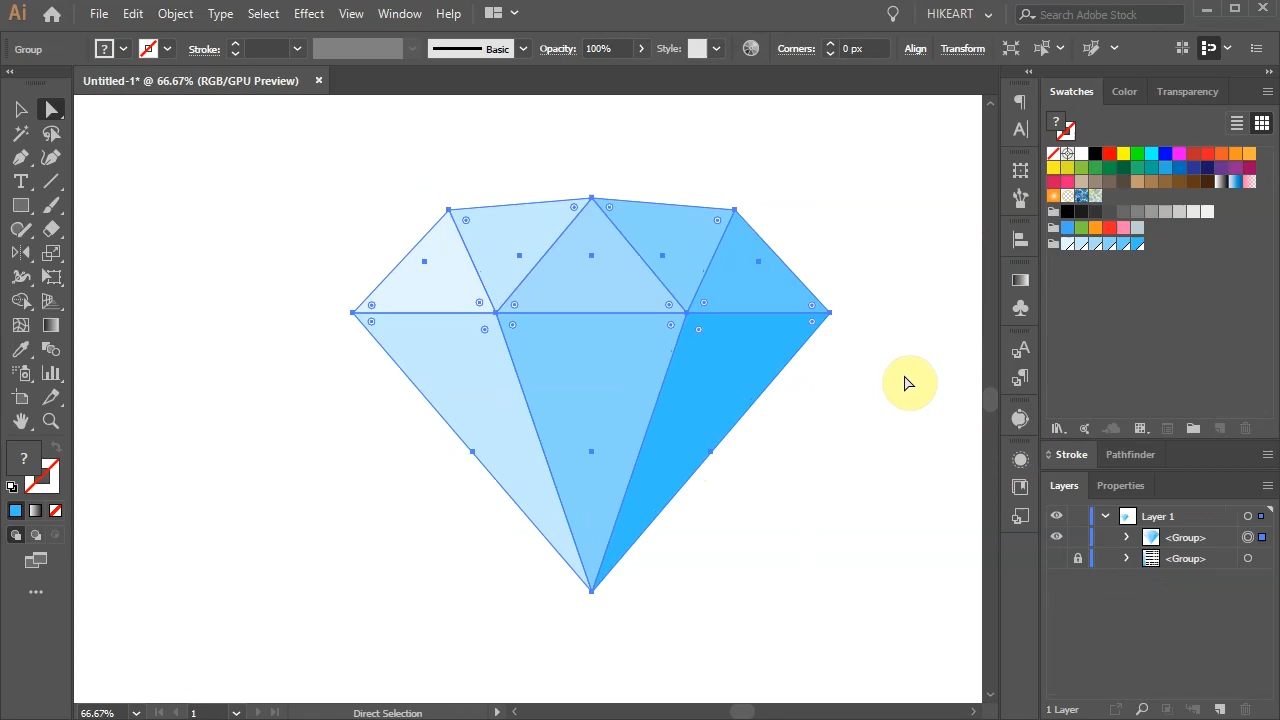 Ai File Edit Object Type Select Effect View Window Help HIKEART Search Adobe Stock
Group ? Stroke: Basic Opacity: 100% Style: Corners: 0 px Align Transform
Untitled-1* @ 66.67% (RGB/GPU Preview) ×
Swatches Color Transparency
?
?
Stroke Pathfinder
Layers Properties
Layer 1
<Group>
<Group>
66.67% 1 Direct Selection
1 Layer